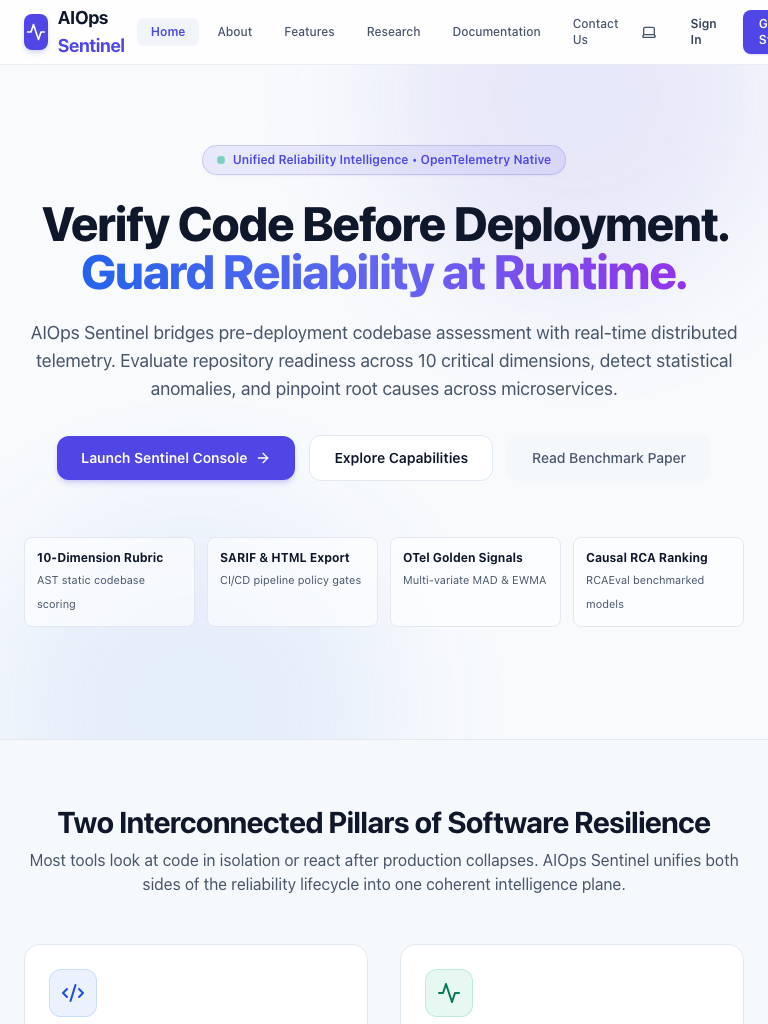 AIOps
Sentinel
Home
About
Features
Research
Documentation
Contact
Us
Sign
In
Unified Reliability Intelligence • OpenTelemetry Native
Verify Code Before Deployment.
Guard Reliability at Runtime.
AIOps Sentinel bridges pre-deployment codebase assessment with real-time distributed
telemetry. Evaluate repository readiness across 10 critical dimensions, detect statistical
anomalies, and pinpoint root causes across microservices.
Launch Sentinel Console
Explore Capabilities
Read Benchmark Paper
10-Dimension Rubric
AST static codebase
scoring
SARIF & HTML Export
CI/CD pipeline policy gates
OTel Golden Signals
Multi-variate MAD & EWMA
Causal RCA Ranking
RCAEval benchmarked
models
Two Interconnected Pillars of Software Resilience
Most tools look at code in isolation or react after production collapses. AIOps Sentinel unifies both
sides of the reliability lifecycle into one coherent intelligence plane.